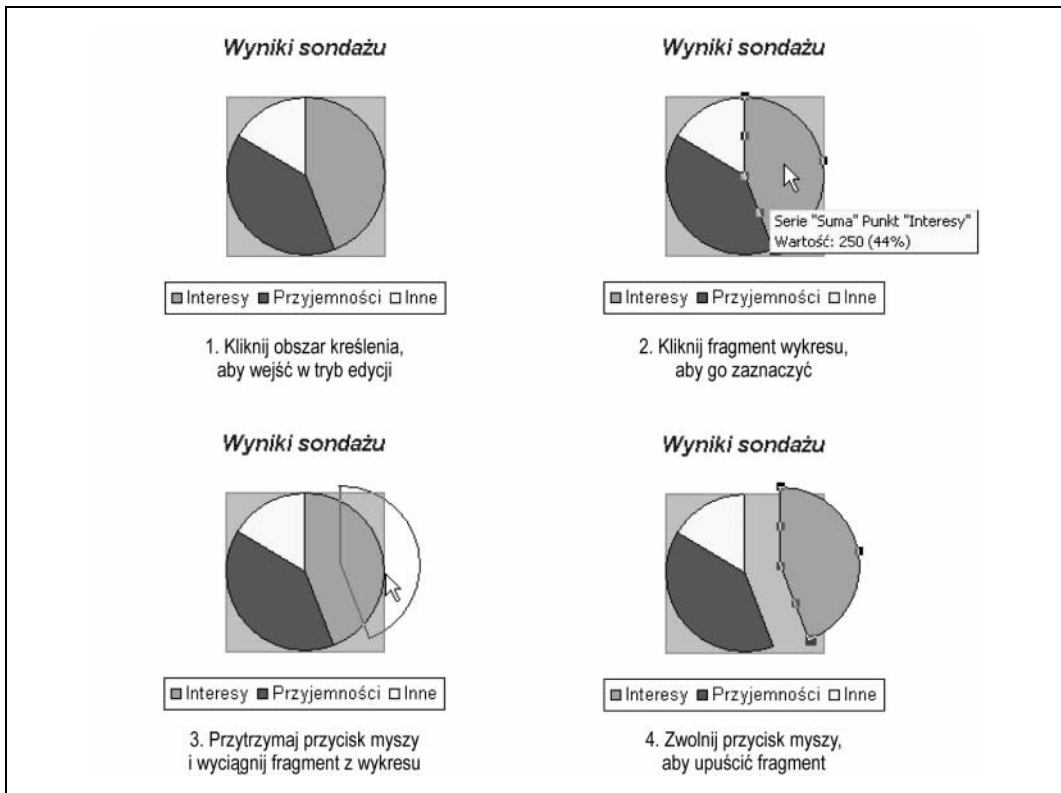 Wyniki sondażu
Interesy Przyjemności Inne
1. Kliknij obszar kreślenia,
aby wejść w tryb edycji
Wyniki sondażu
Serie "Suma" Punkt "Interesy"
Wartość: 250 (44%)
Interesy Przyjemności Inne
2. Kliknij fragment wykresu,
aby go zaznaczyć
Wyniki sondażu
Interesy Przyjemności Inne
3. Przytrzymaj przycisk myszy
i wyciągnij fragment z wykresu
Wyniki sondażu
Interesy Przyjemności Inne
4. Zwolnij przycisk myszy,
aby upuścić fragment